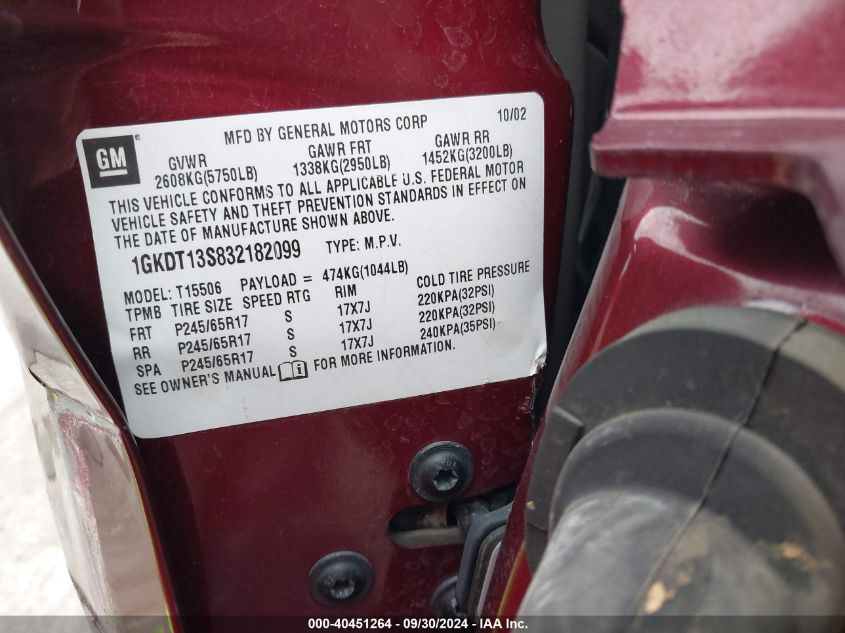 MFD BY GENERAL MOTORS CORP 10/02
GM
GVWR GAWR FRT GAWR RR
2608KG(5750LB) 1338KG(2950LB) 1452KG(3200LB)
THIS VEHICLE CONFORMS TO ALL APPLICABLE U.S. FEDERAL MOTOR
VEHICLE SAFETY AND THEFT PREVENTION STANDARDS IN EFFECT ON
THE DATE OF MANUFACTURE SHOWN ABOVE.
1GKDT13S832182099 TYPE: M.P.V.
MODEL: T15506 PAYLOAD = 474KG(1044LB)
TPMB TIRE SIZE SPEED RTG RIM COLD TIRE PRESSURE
FRT P245/65R17 S 17X7J 220KPA(32PSI)
RR P245/65R17 S 17X7J 220KPA(32PSI)
SPA P245/65R17 S 17X7J 240KPA(35PSI)
SEE OWNER'S MANUAL FOR MORE INFORMATION.
000-40451264 - 09/30/2024 - IAA Inc.